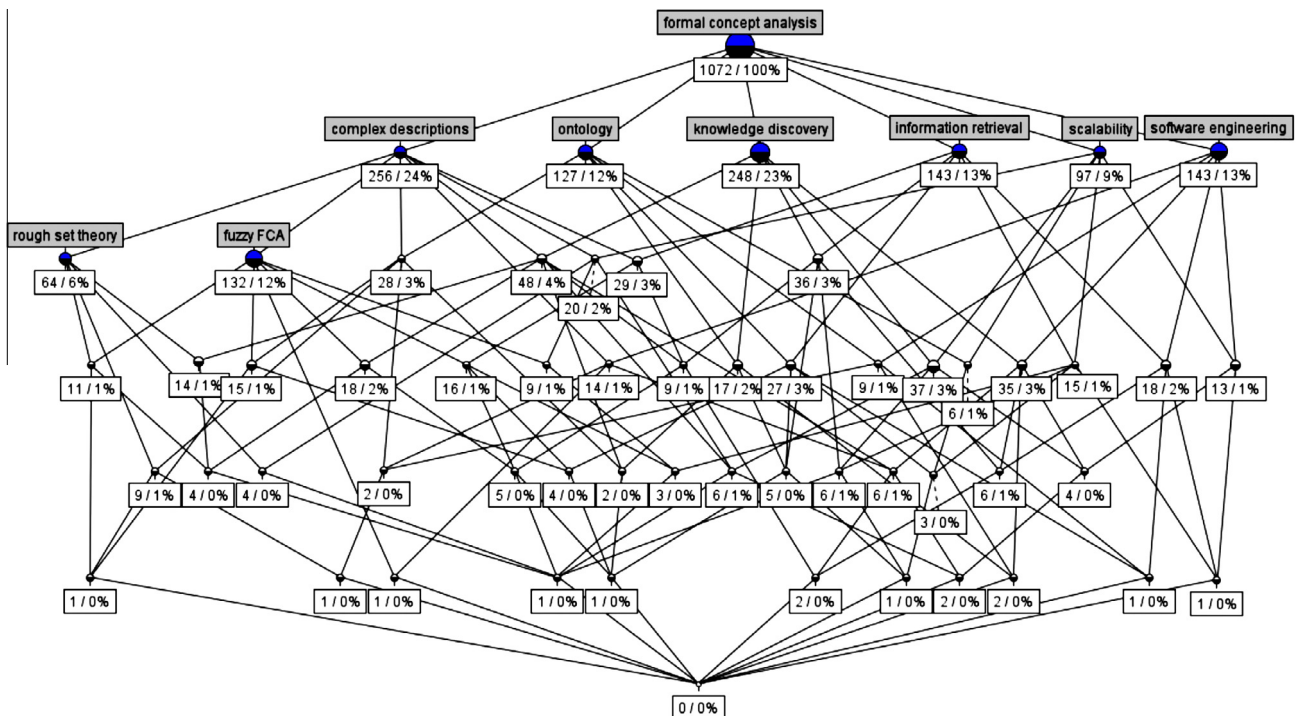 formal concept analysis
1072 / 100%
complex descriptions
ontology
knowledge discovery
information retrieval
scalability
software engineering
256 / 24%
127 / 12%
248 / 23%
143 / 13%
97 / 9%
143 / 13%
rough set theory
fuzzy FCA
64 / 6%
132 / 12%
28 / 3%
48 / 4%
20 / 2%
29 / 3%
36 / 3%
11 / 1%
14 / 1%
15 / 1%
18 / 2%
16 / 1%
9 / 1%
14 / 1%
9 / 1%
17 / 2%
27 / 3%
9 / 1%
37 / 3%
6 / 1%
35 / 3%
15 / 1%
18 / 2%
13 / 1%
9 / 1%
4 / 0%
4 / 0%
2 / 0%
5 / 0%
4 / 0%
2 / 0%
3 / 0%
6 / 1%
5 / 0%
6 / 1%
6 / 1%
3 / 0%
6 / 1%
4 / 0%
1 / 0%
1 / 0%
1 / 0%
1 / 0%
1 / 0%
2 / 0%
1 / 0%
2 / 0%
2 / 0%
1 / 0%
1 / 0%
0 / 0%